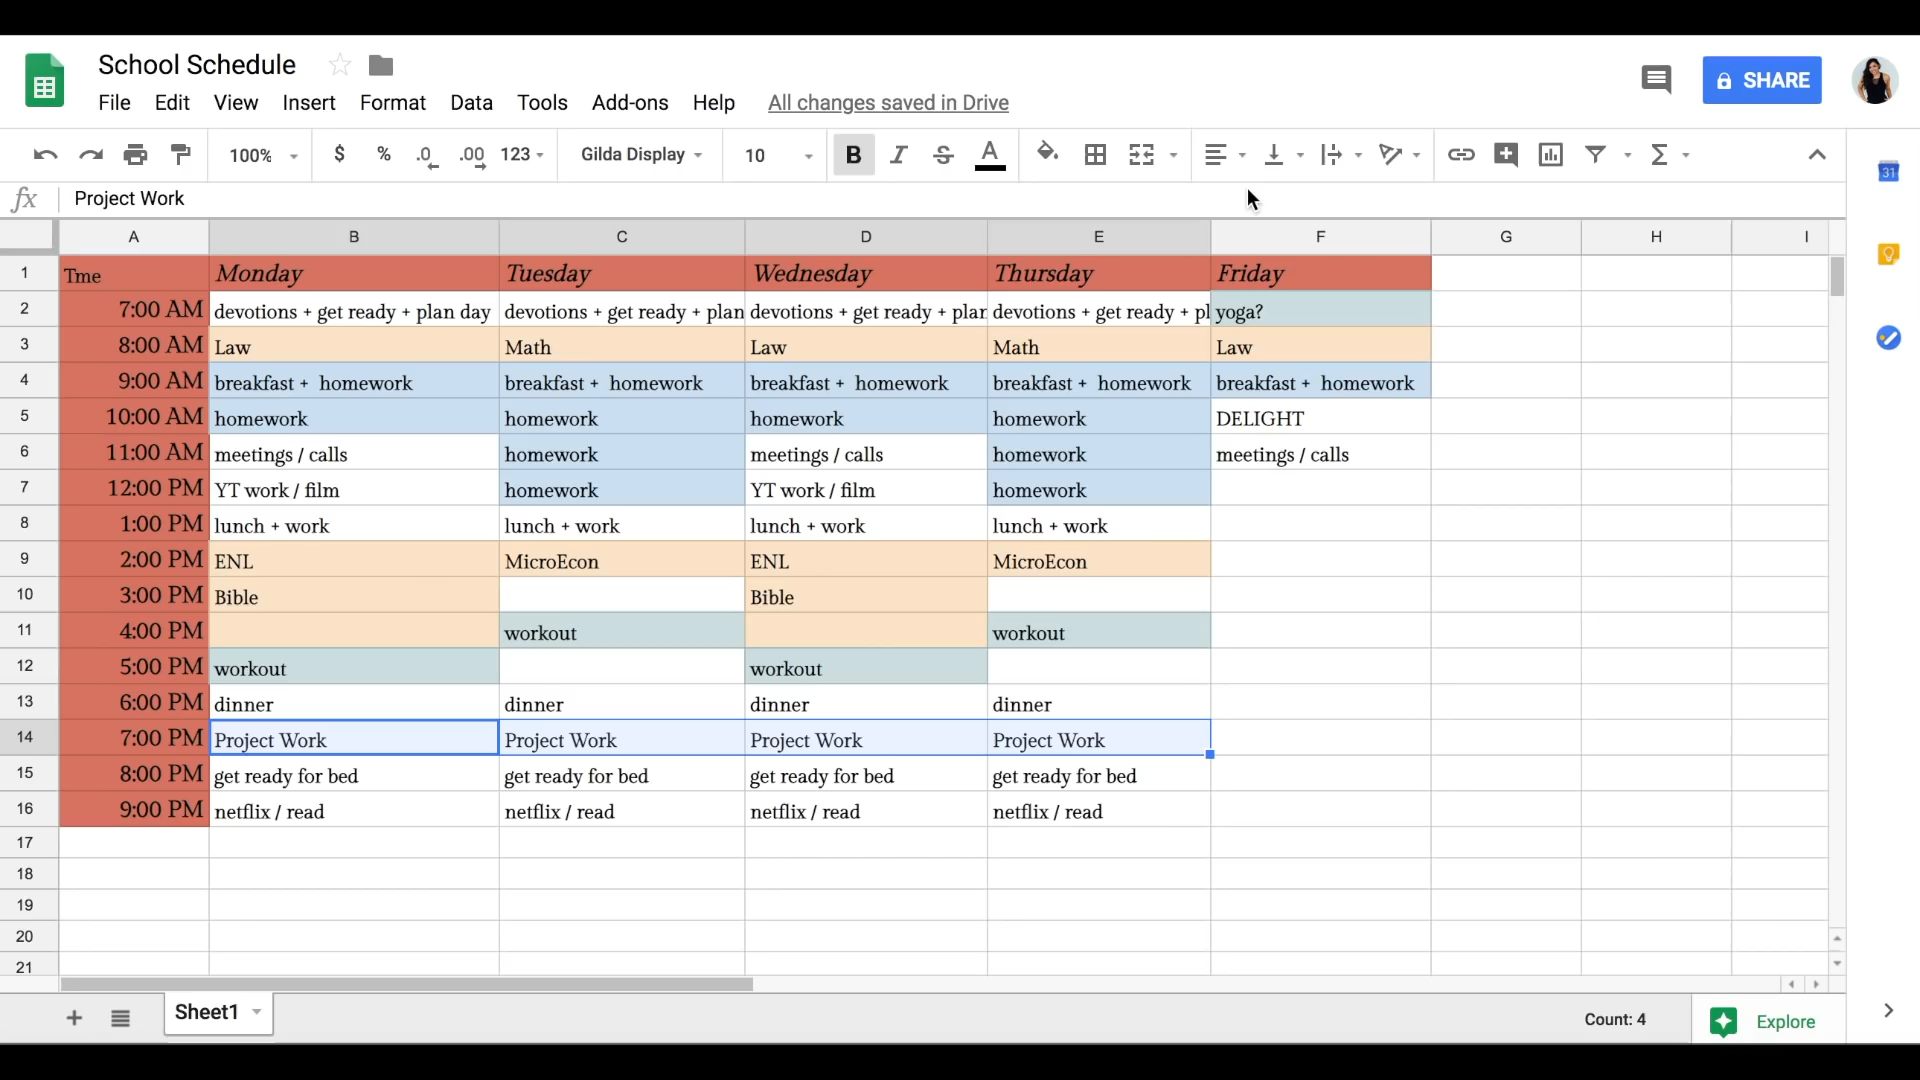 School Schedule
File Edit View Insert Format Data Tools Add-ons Help All changes saved in Drive
SHARE
100% $ % .0 .00 123 Gilda Display 10 B I S A
31
fx Project Work
A B C D E F G H I
1 Tme Monday Tuesday Wednesday Thursday Friday
2 7:00 AM devotions + get ready + plan day devotions + get ready + plan devotions + get ready + plan devotions + get ready + pl yoga?
3 8:00 AM Law Math Law Math Law
4 9:00 AM breakfast + homework breakfast + homework breakfast + homework breakfast + homework breakfast + homework
5 10:00 AM homework homework homework homework DELIGHT
6 11:00 AM meetings / calls homework meetings / calls homework meetings / calls
7 12:00 PM YT work / film homework YT work / film homework
8 1:00 PM lunch + work lunch + work lunch + work lunch + work
9 2:00 PM ENL MicroEcon ENL MicroEcon
10 3:00 PM Bible Bible
11 4:00 PM workout workout
12 5:00 PM workout workout
13 6:00 PM dinner dinner dinner dinner
14 7:00 PM Project Work Project Work Project Work Project Work
15 8:00 PM get ready for bed get ready for bed get ready for bed get ready for bed
16 9:00 PM netflix / read netflix / read netflix / read netflix / read
17
18
19
20
21
Sheet1 Count: 4 Explore